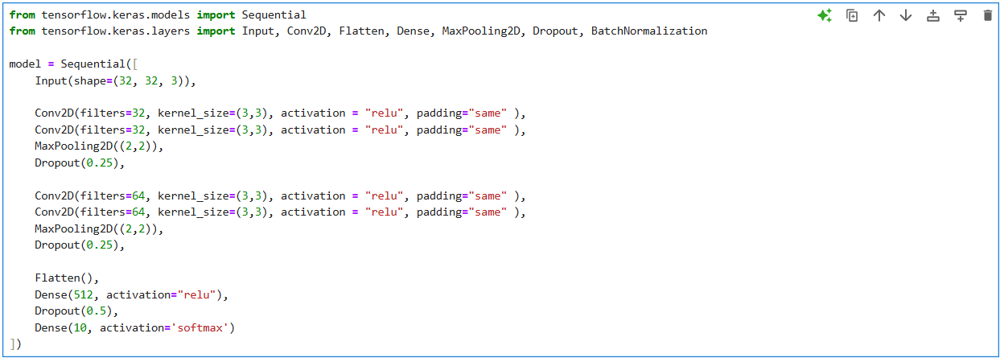 from tensorflow.keras.models import Sequential
from tensorflow.keras.layers import Input, Conv2D, Flatten, Dense, MaxPooling2D, Dropout, BatchNormalization

model = Sequential([
    Input(shape=(32, 32, 3)),

    Conv2D(filters=32, kernel_size=(3,3), activation = "relu", padding="same" ),
    Conv2D(filters=32, kernel_size=(3,3), activation = "relu", padding="same" ),
    MaxPooling2D((2,2)),
    Dropout(0.25),

    Conv2D(filters=64, kernel_size=(3,3), activation = "relu", padding="same" ),
    Conv2D(filters=64, kernel_size=(3,3), activation = "relu", padding="same" ),
    MaxPooling2D((2,2)),
    Dropout(0.25),

    Flatten(),
    Dense(512, activation="relu"),
    Dropout(0.5),
    Dense(10, activation='softmax')
])